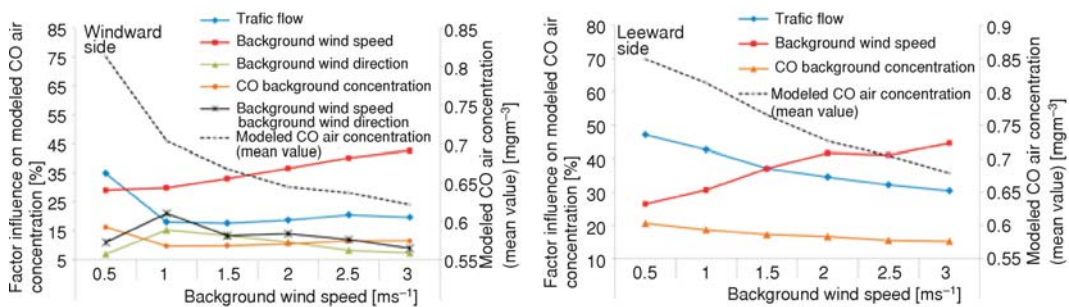 Windward
side
Factor influence on modeled CO air
concentration [%]
85
75
65
55
45
35
25
15
5
Trafic flow
Background wind speed
Background wind direction
CO background concentration
Background wind speed
background wind direction
Modeled CO air concentration
(mean value)
0.85
0.8
0.75
0.7
0.65
0.6
0.55
Modeled CO air concentration
(mean value) [mgm⁻³]
0.5 1 1.5 2 2.5 3
Background wind speed [ms⁻¹]
Leeward
side
Factor influence on modeled CO air
concentration [%]
80
70
60
50
40
30
20
10
Trafic flow
Background wind speed
CO background concentration
Modeled CO air concentration
(mean value)
0.9
0.85
0.8
0.75
0.7
0.65
0.6
0.55
Modeled CO air concentration
(mean value) [mgm⁻³]
0.5 1 1.5 2 2.5 3
Background wind speed [ms⁻¹]